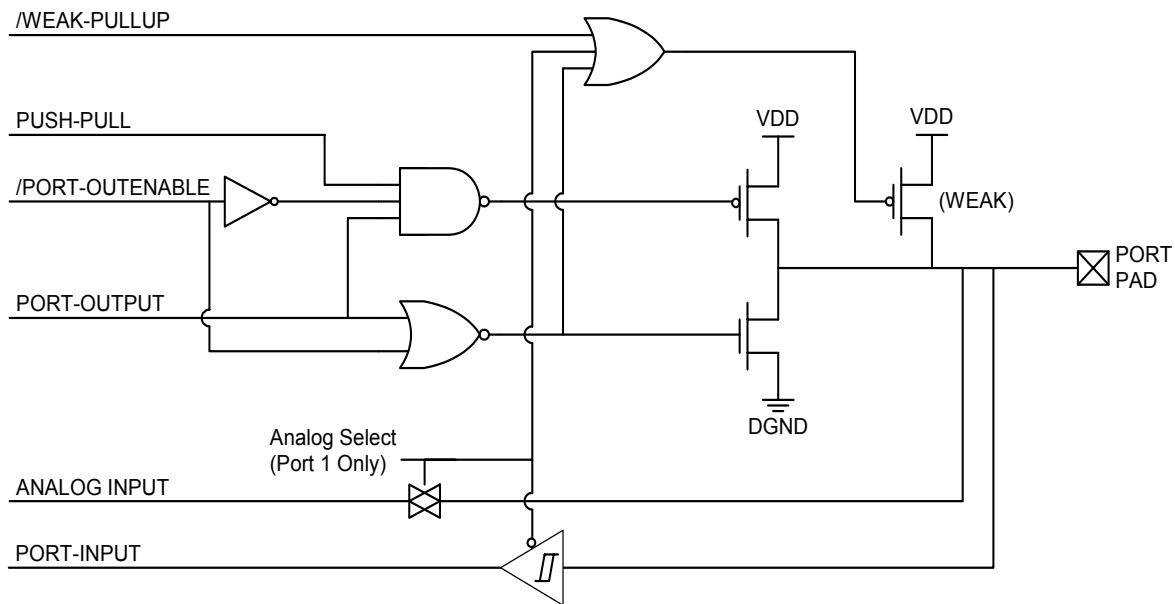 /WEAK-PULLUP
PUSH-PULL
VDD
VDD
/PORT-OUTENABLE
(WEAK)
PORT
PAD
PORT-OUTPUT
DGND
Analog Select
(Port 1 Only)
ANALOG INPUT
PORT-INPUT